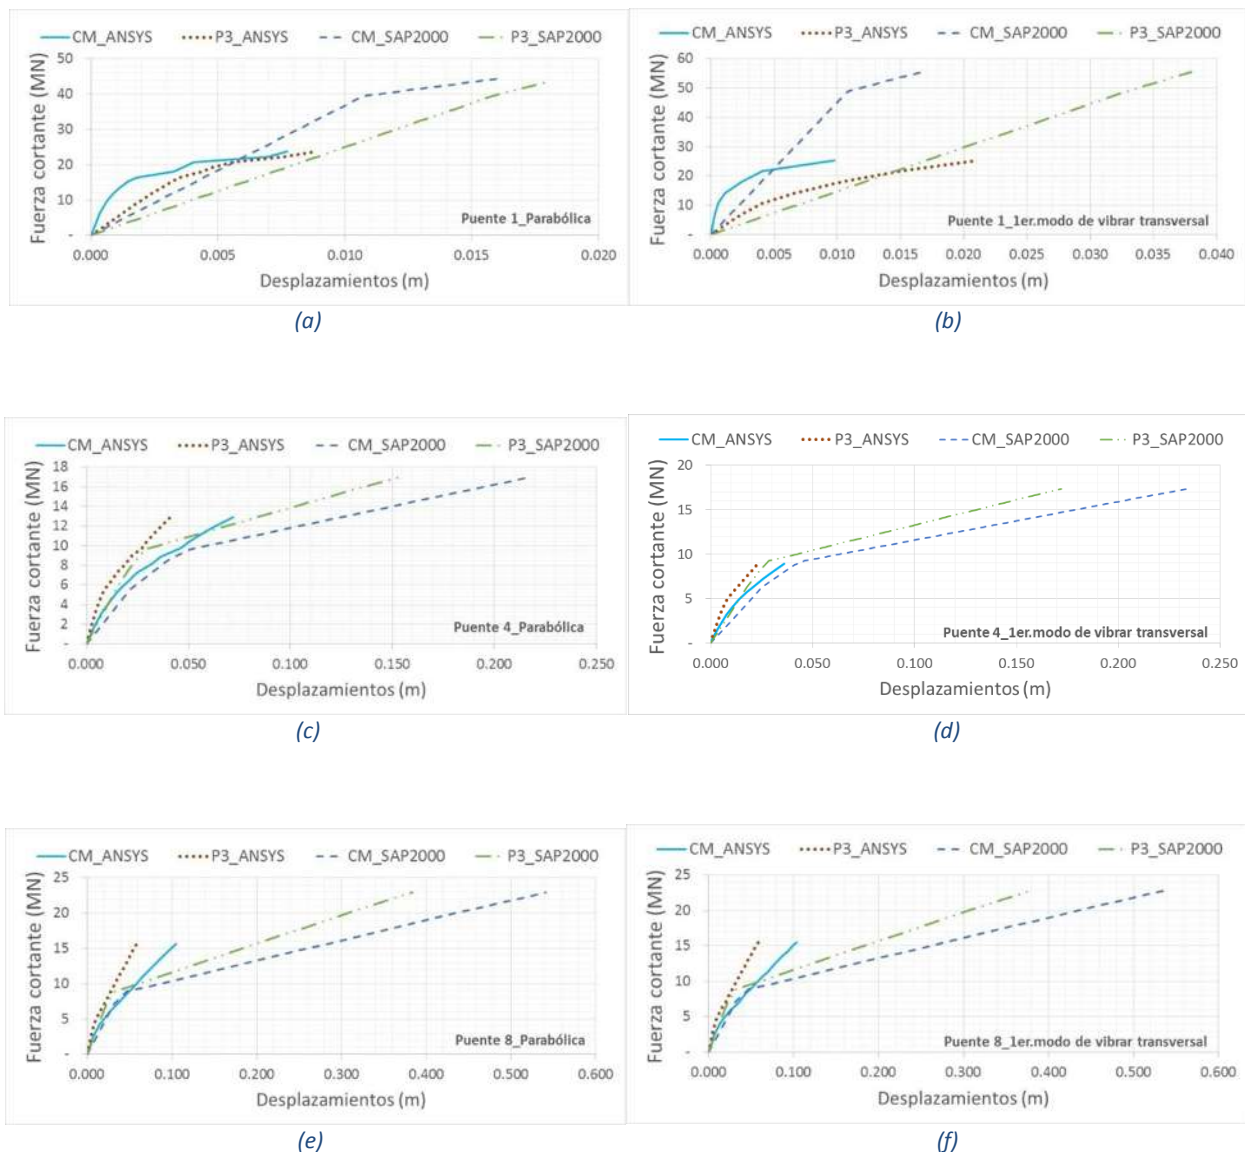 CM_ANSYS P3_ANSYS CM_SAP2000 P3_SAP2000
Fuerza cortante (MN)
50
40
30
20
10
-
Puente 1_Parabólica
0.000 0.005 0.010 0.015 0.020
Desplazamientos (m)
(a)
CM_ANSYS P3_ANSYS CM_SAP2000 P3_SAP2000
Fuerza cortante (MN)
60
50
40
30
20
10
-
Puente 1_1er.modo de vibrar transversal
0.000 0.005 0.010 0.015 0.020 0.025 0.030 0.035 0.040
Desplazamientos (m)
(b)
CM_ANSYS P3_ANSYS CM_SAP2000 P3_SAP2000
Fuerza cortante (MN)
18
16
14
12
10
8
6
4
2
-
Puente 4_Parabólica
0.000 0.050 0.100 0.150 0.200 0.250
Desplazamientos (m)
(c)
CM_ANSYS P3_ANSYS CM_SAP2000 P3_SAP2000
Fuerza cortante (MN)
20
15
10
5
-
Puente 4_1er.modo de vibrar transversal
0.000 0.050 0.100 0.150 0.200 0.250
Desplazamientos (m)
(d)
CM_ANSYS P3_ANSYS CM_SAP2000 P3_SAP2000
Fuerza cortante (MN)
25
20
15
10
5
-
Puente 8_Parabólica
0.000 0.100 0.200 0.300 0.400 0.500 0.600
Desplazamientos (m)
(e)
CM_ANSYS P3_ANSYS CM_SAP2000 P3_SAP2000
Fuerza cortante (MN)
25
20
15
10
5
-
Puente 8_1er.modo de vibrar transversal
0.000 0.100 0.200 0.300 0.400 0.500 0.600
Desplazamientos (m)
(f)